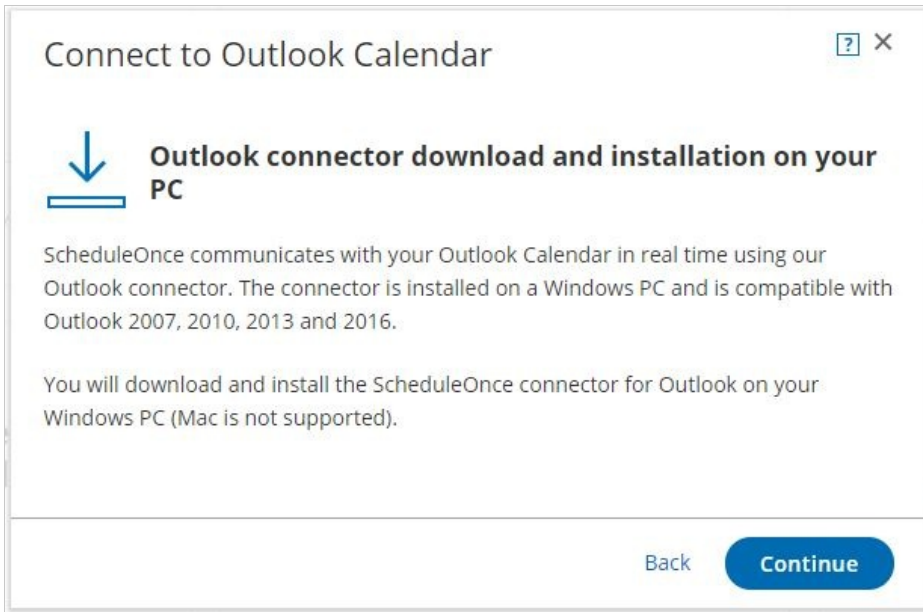 Connect to Outlook Calendar
?
Outlook connector download and installation on your
PC
ScheduleOnce communicates with your Outlook Calendar in real time using our
Outlook connector. The connector is installed on a Windows PC and is compatible with
Outlook 2007, 2010, 2013 and 2016.
You will download and install the ScheduleOnce connector for Outlook on your
Windows PC (Mac is not supported).
Back
Continue